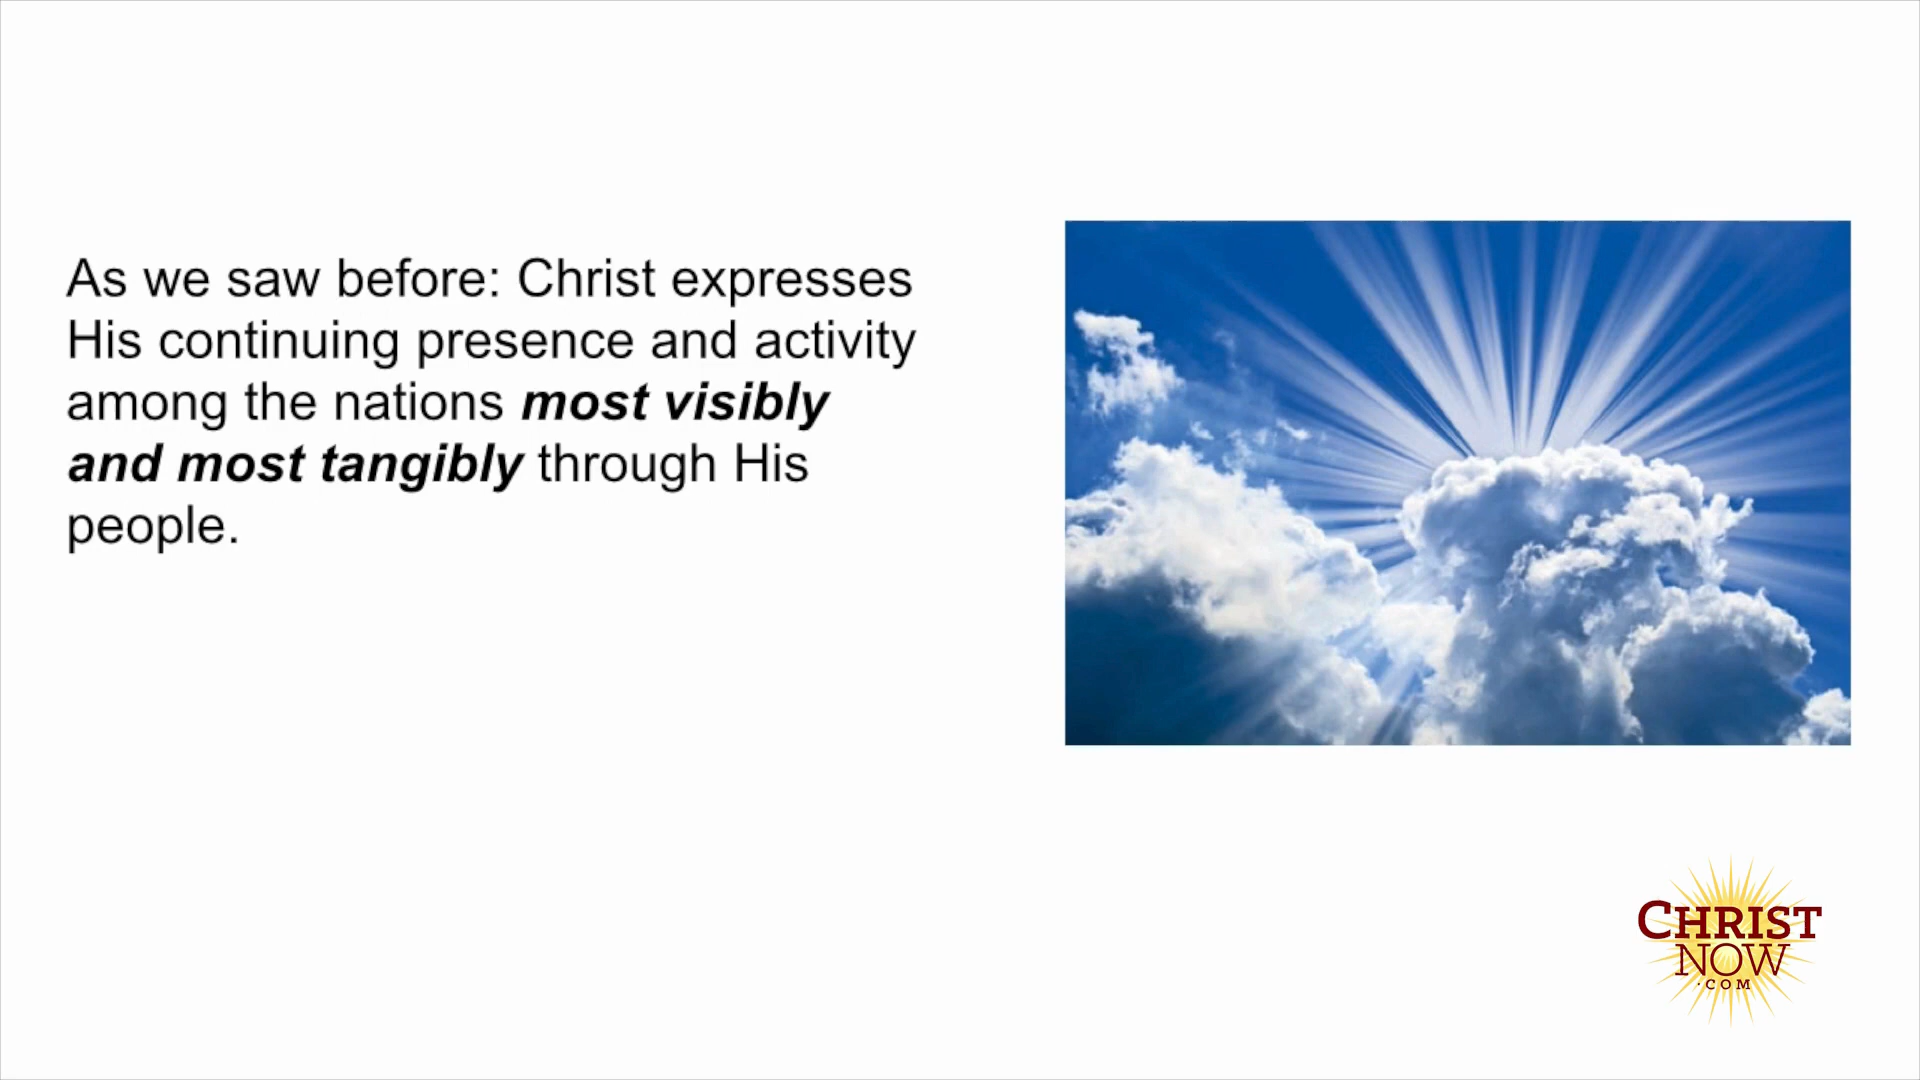 As we saw before: Christ expresses
His continuing presence and activity
among the nations most visibly
and most tangibly through His
people.
CHRIST
NOW
.COM